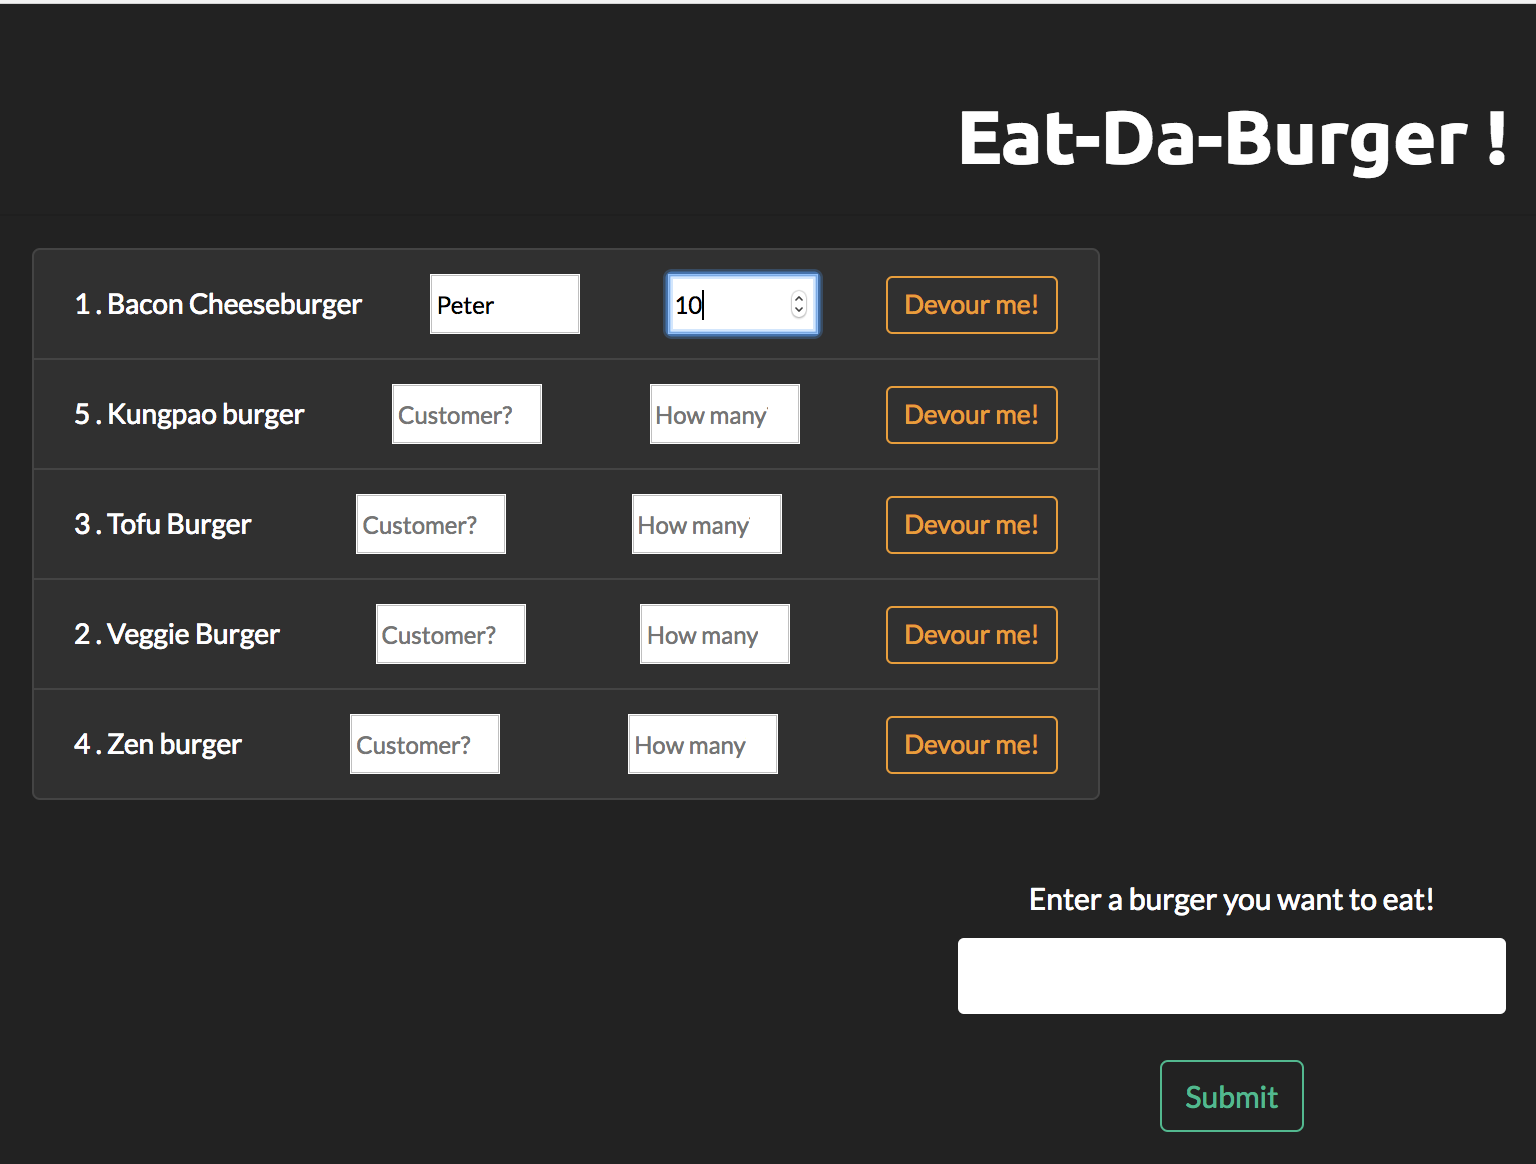 Eat-Da-Burger !
1 . Bacon Cheeseburger Peter 10 Devour me!
5 . Kungpao burger Customer? How many Devour me!
3 . Tofu Burger Customer? How many Devour me!
2 . Veggie Burger Customer? How many Devour me!
4 . Zen burger Customer? How many Devour me!
Enter a burger you want to eat!
Submit